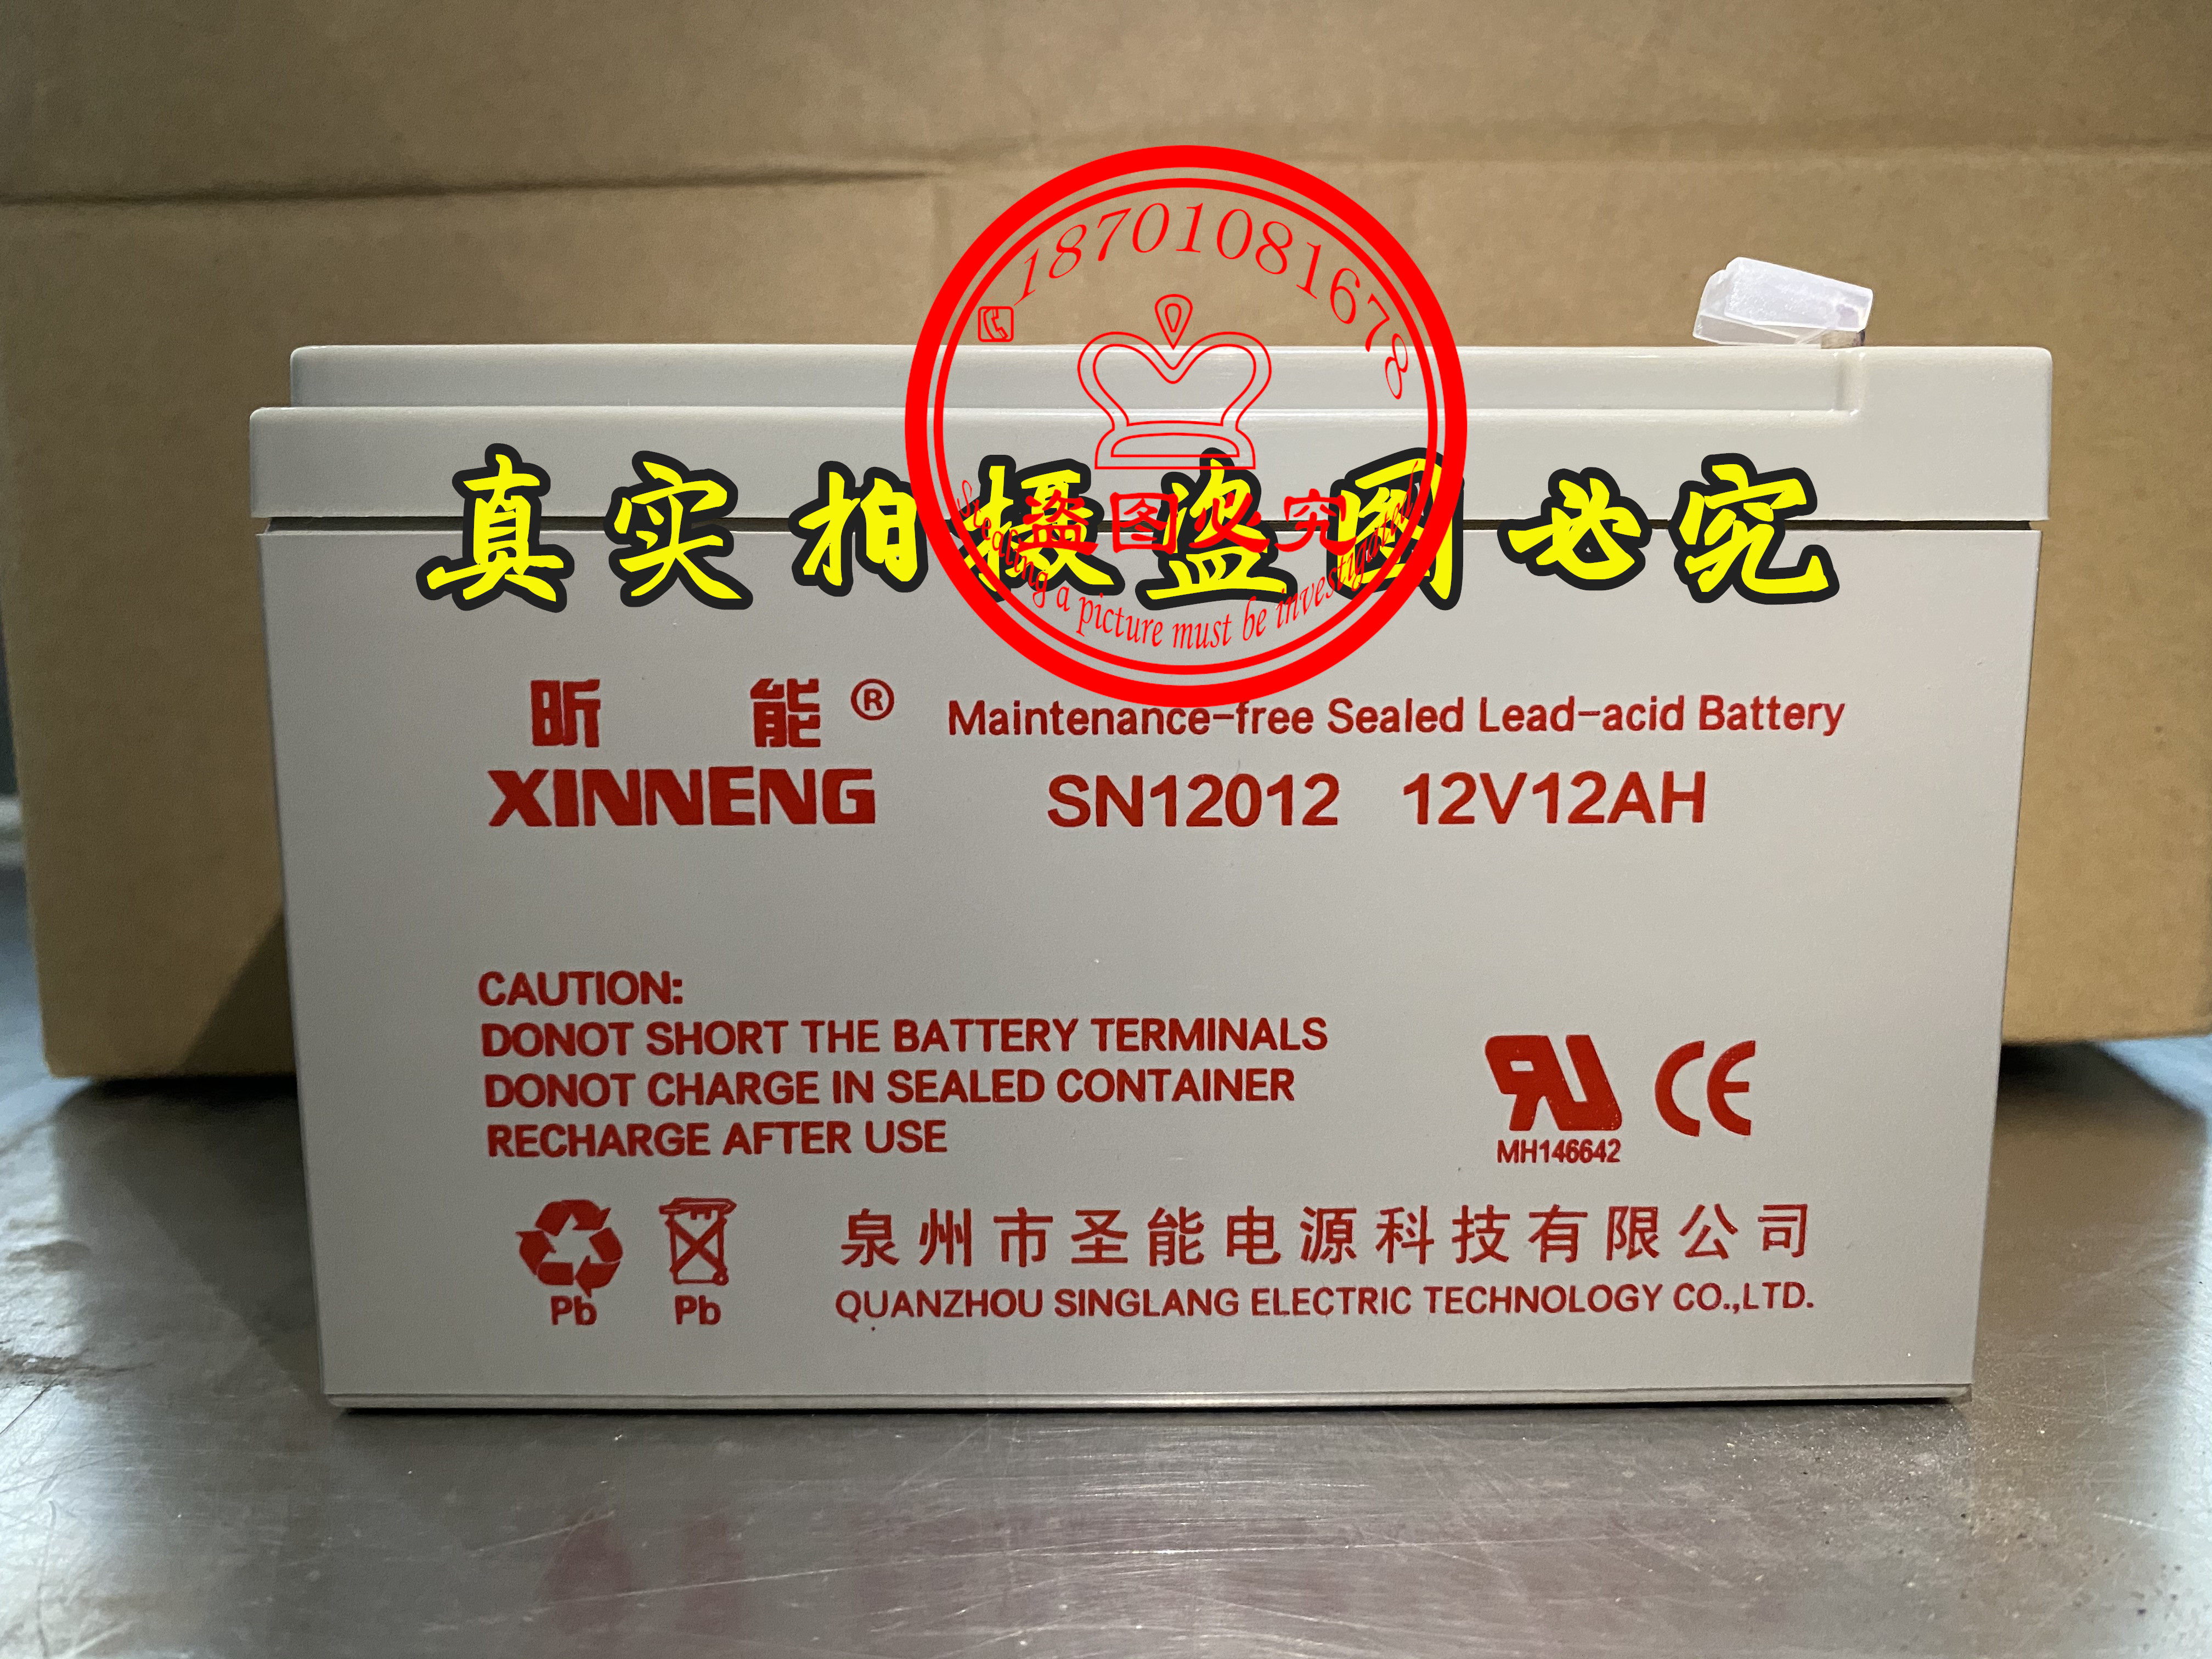 18701081678
真实拍摄盗图必究
盗图必究
Stealing a picture must be investigated
昕能®
Maintenance-free Sealed Lead-acid Battery
XINNENG
SN12012 12V12AH
CAUTION:
DONOT SHORT THE BATTERY TERMINALS
DONOT CHARGE IN SEALED CONTAINER
RECHARGE AFTER USE
MH146642
CE
Pb
Pb
泉州市圣能电源科技有限公司
QUANZHOU SINGLANG ELECTRIC TECHNOLOGY CO.,LTD.